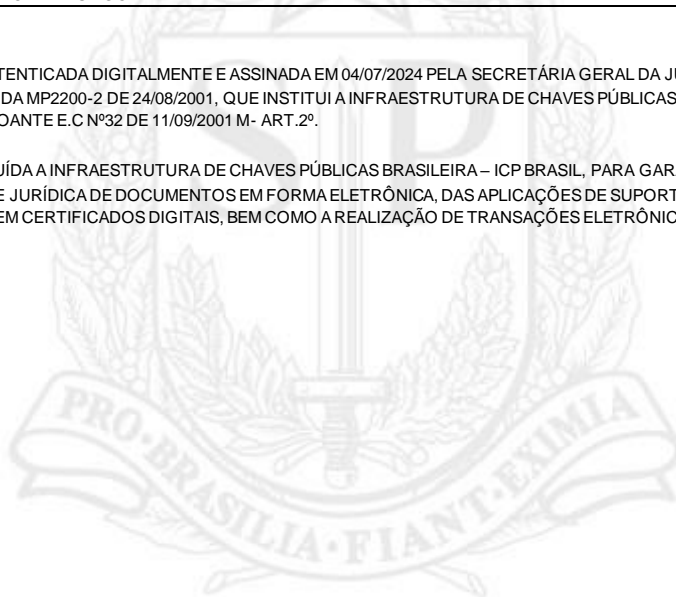 TENTICADA DIGITALMENTE E ASSINADA EM 04/07/2024 PELA SECRETÁRIA GERAL DA JU
DA MP2200-2 DE 24/08/2001, QUE INSTITUI A INFRAESTRUTURA DE CHAVES PÚBLICAS
OANTE E.C Nº32 DE 11/09/2001 M- ART.2º.
UÍDA A INFRAESTRUTURA DE CHAVES PÚBLICAS BRASILEIRA – ICP BRASIL, PARA GARA
E JURÍDICA DE DOCUMENTOS EM FORMA ELETRÔNICA, DAS APLICAÇÕES DE SUPORT
EM CERTIFICADOS DIGITAIS, BEM COMO A REALIZAÇÃO DE TRANSAÇÕES ELETRÔNIC
SP
PRO·BRASILIA·FIANT·EXIMIA